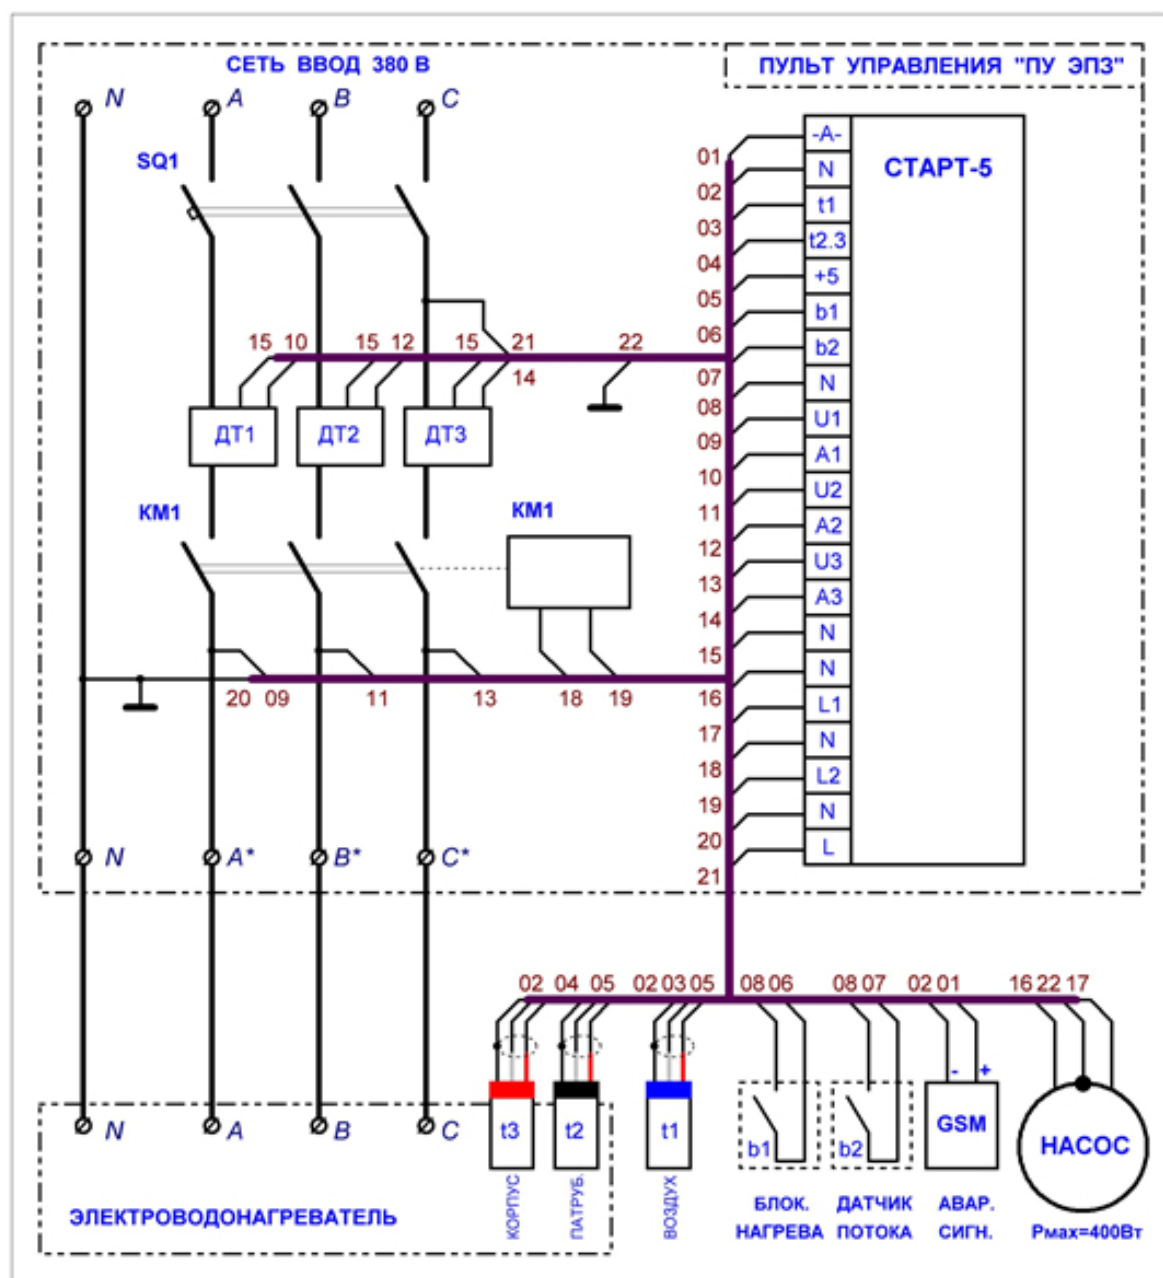 СЕТЬ ВВОД 380 В
ПУЛЬТ УПРАВЛЕНИЯ "ПУ ЭПЗ"
N A B C
SQ1
СТАРТ-5
-A-
01
N
02
t1
03
t2.3
04
+5
05
b1
06
b2
07
N
08
U1
09
A1
10
U2
11
A2
12
U3
13
A3
14
N
15
N
16
L1
17
N
18
L2
19
N
20
L
21
15 10 15 12 15 21 22
14
ДТ1 ДТ2 ДТ3
КМ1 КМ1
20 09 11 13 18 19
N A* B* C*
02 04 05 02 03 05 08 06 08 07 02 01 16 22 17
- +
N A B C
t3 t2 t1 b1 b2 GSM НАСОС
КОРПУС
ПАТРУБ.
ВОЗДУХ
БЛОК.
НАГРЕВА
ДАТЧИК
ПОТОКА
АВАР.
СИГН.
Pмах=400Вт
ЭЛЕКТРОВОДОНАГРЕВАТЕЛЬ